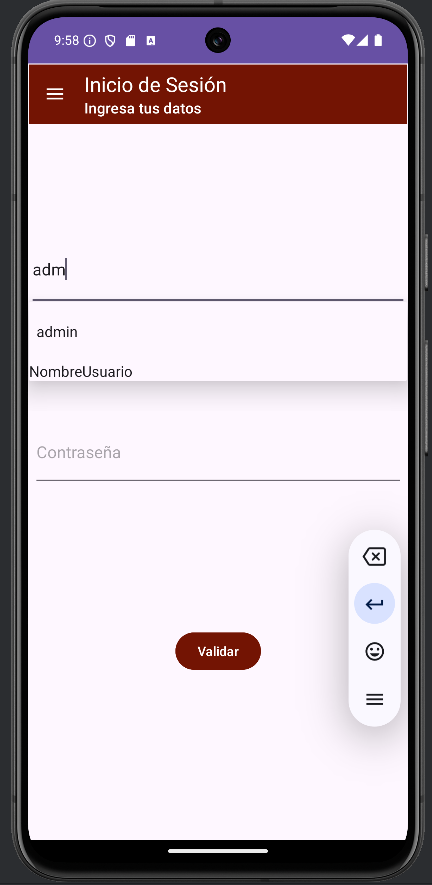 9:58
Inicio de Sesión
Ingresa tus datos
adm
admin
NombreUsuario
Contraseña
Validar